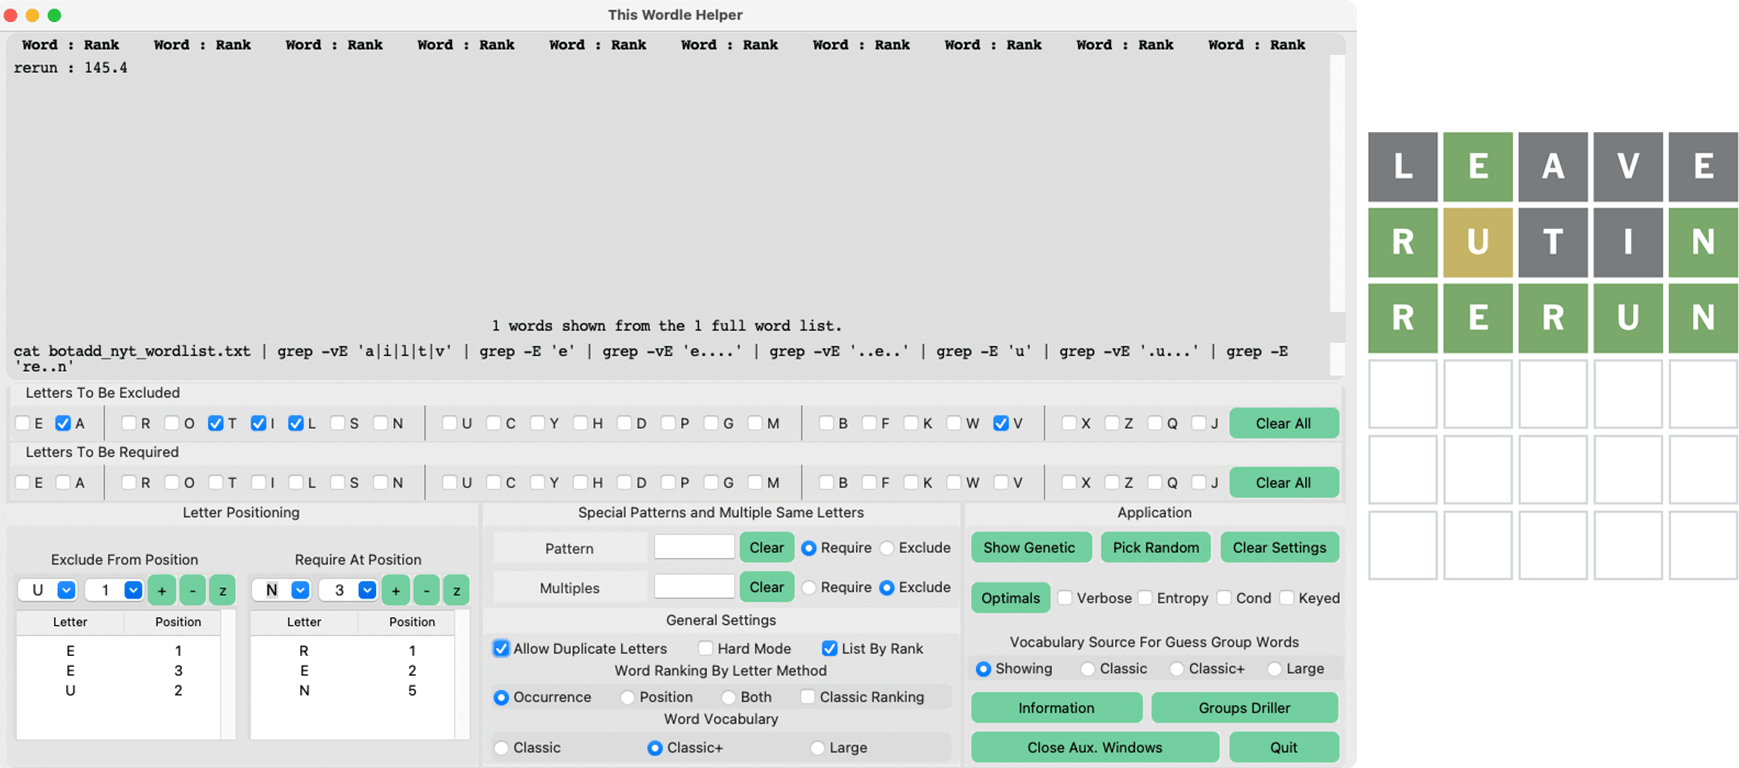 This Wordle Helper
Word : Rank Word : Rank Word : Rank Word : Rank Word : Rank Word : Rank Word : Rank Word : Rank Word : Rank Word : Rank
rerun : 145.4
1 words shown from the 1 full word list.
cat botadd_nyt_wordlist.txt | grep -vE 'a|i|l|t|v' | grep -E 'e' | grep -vE 'e....' | grep -vE '..e..' | grep -E 'u' | grep -vE '.u...' | grep -E
're..n'
Letters To Be Excluded
E A R O T I L S N U C Y H D P G M B F K W V X Z Q J Clear All
Letters To Be Required
E A R O T I L S N U C Y H D P G M B F K W V X Z Q J Clear All
Letter Positioning
Exclude From Position Require At Position
U 1 + - z N 3 + - z
Letter Position Letter Position
E 1 R 1
E 3 E 2
U 2 N 5
Special Patterns and Multiple Same Letters
Pattern Clear Require Exclude
Multiples Clear Require Exclude
General Settings
Allow Duplicate Letters Hard Mode List By Rank
Word Ranking By Letter Method
Occurrence Position Both Classic Ranking
Word Vocabulary
Classic Classic+ Large
Application
Show Genetic Pick Random Clear Settings
Optimals Verbose Entropy Cond Keyed
Vocabulary Source For Guess Group Words
Showing Classic Classic+ Large
Information Groups Driller
Close Aux. Windows Quit
L E A V E
R U T I N
R E R U N